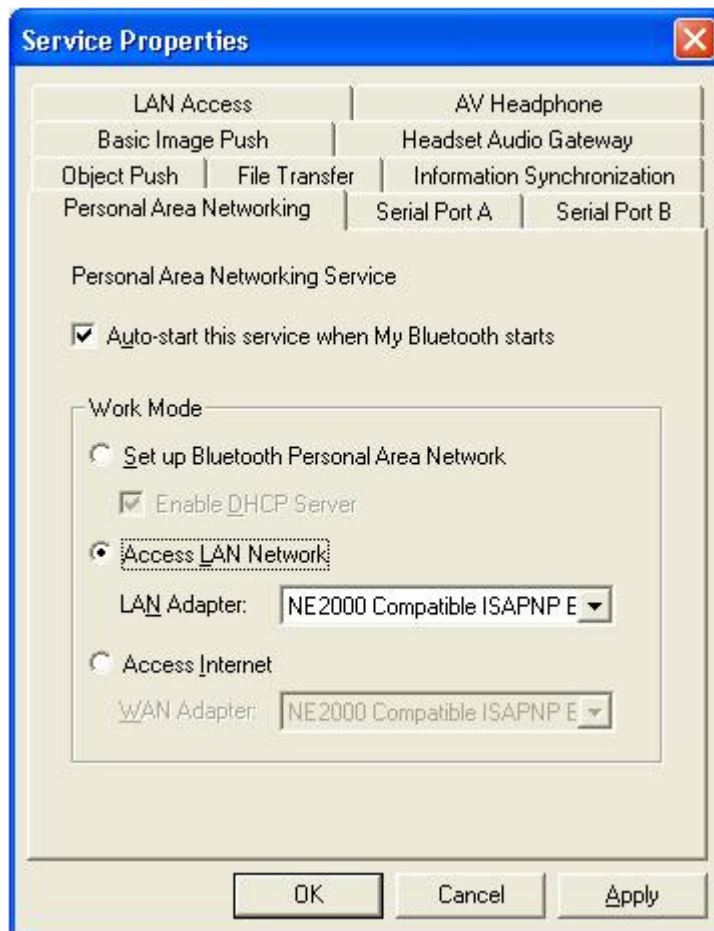 Service Properties
LAN Access AV Headphone
Basic Image Push Headset Audio Gateway
Object Push File Transfer Information Synchronization
Personal Area Networking Serial Port A Serial Port B
Personal Area Networking Service
Auto-start this service when My Bluetooth starts
Work Mode
Set up Bluetooth Personal Area Network
Enable DHCP Server
Access LAN Network
LAN Adapter: NE2000 Compatible ISAPNP E
Access Internet
WAN Adapter: NE2000 Compatible ISAPNP E
OK Cancel Apply